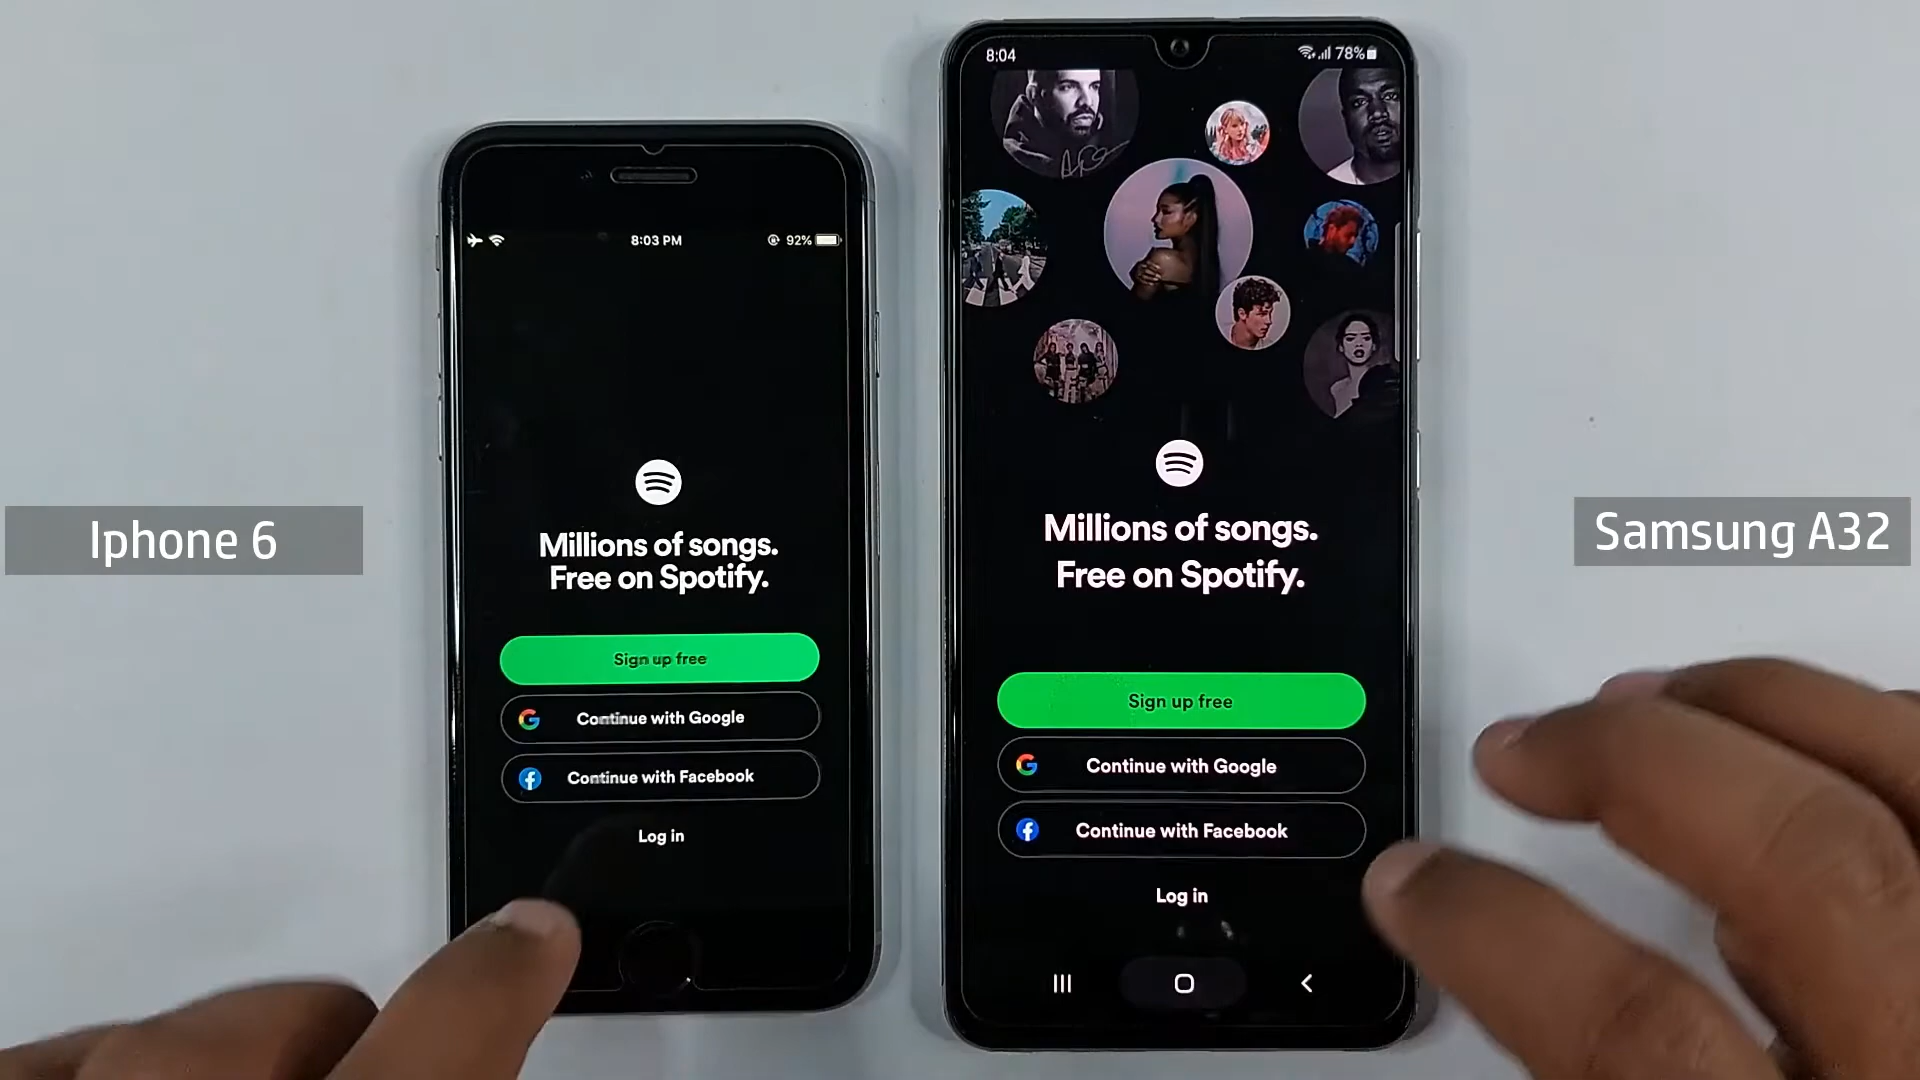 8:03 PM
92%
Millions of songs.
Free on Spotify.
Sign up free
Continue with Google
Continue with Facebook
Log in
Iphone 6
8:04
78%
Millions of songs.
Free on Spotify.
Sign up free
Continue with Google
Continue with Facebook
Log in
Samsung A32